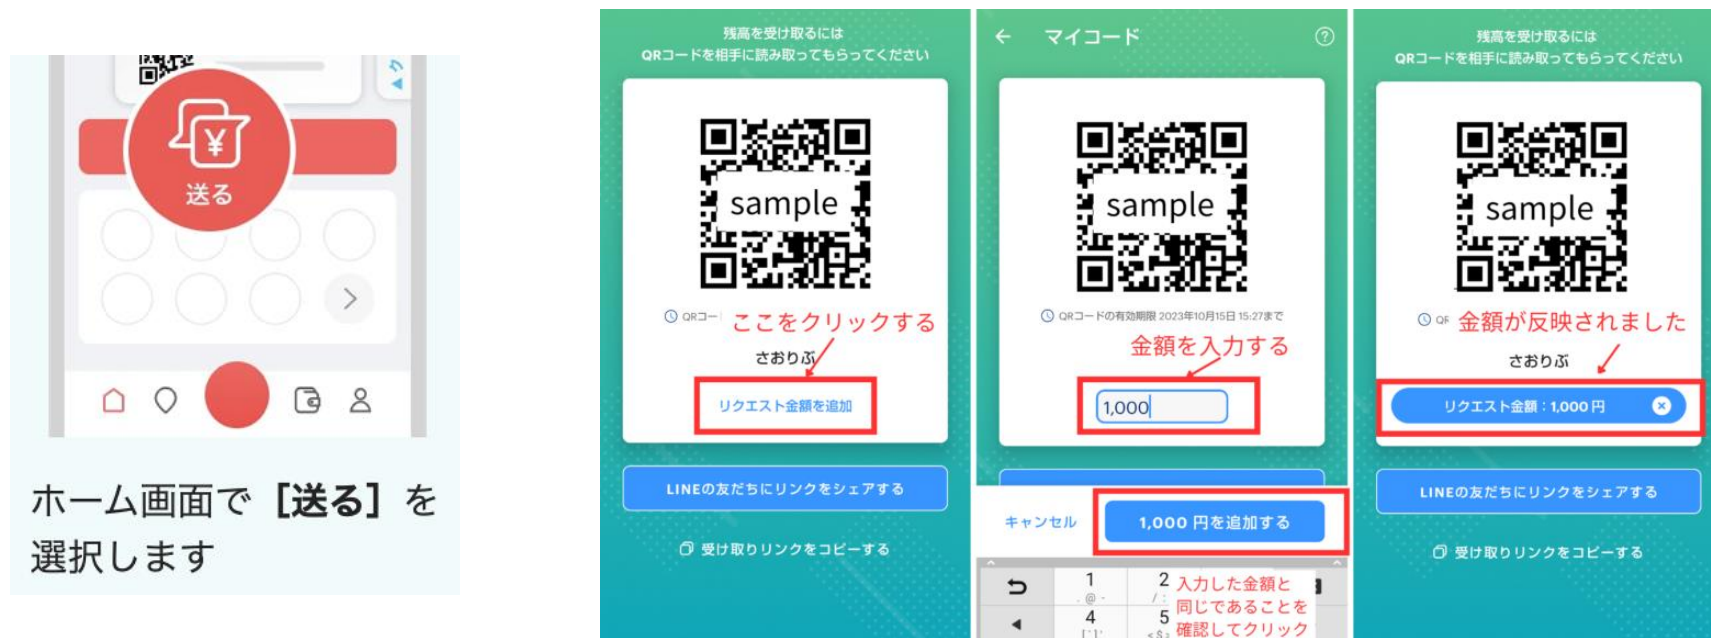 送る
ホーム画面で［送る］を
選択します
残高を受け取るには
QRコードを相手に読み取ってもらってください
sample
QRコー
ここをクリックする
さおりぶ
リクエスト金額を追加
LINEの友だちにリンクをシェアする
受け取りリンクをコピーする
マイコード
sample
QRコードの有効期限 2023年10月15日 15:27まで
金額を入力する
1,000
キャンセル
1,000 円を追加する
1
2
4
5
入力した金額と
同じであることを
確認してクリック
残高を受け取るには
QRコードを相手に読み取ってもらってください
sample
金額が反映されました
さおりぶ
リクエスト金額：1,000 円
LINEの友だちにリンクをシェアする
受け取りリンクをコピーする